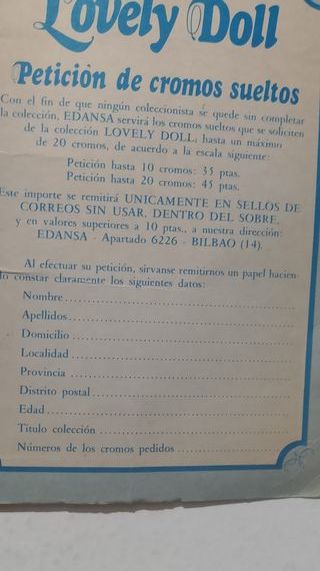 Lovely Doll
Petición de cromos sueltos
Con el fin de que ningún coleccionista se quede sin completar
la colección, EDANSA servirá los cromos sueltos que se soliciten
de la colección LOVELY DOLL, hasta un máximo
de 20 cromos, de acuerdo a la escala siguiente:
Petición hasta 10 cromos: 35 ptas.
Petición hasta 20 cromos: 45 ptas.
Este importe se remitirá UNICAMENTE EN SELLOS DE
CORREOS SIN USAR, DENTRO DEL SOBRE,
y en valores superiores a 10 ptas., a nuestra dirección:
EDANSA - Apartado 6226 - BILBAO (14).
Al efectuar su petición, sírvanse remitirnos un papel hacien-
do constar claramente los siguientes datos:
Nombre
Apellidos
Domicilio
Localidad
Provincia
Distrito postal
Edad
Título colección
Números de los cromos pedidos